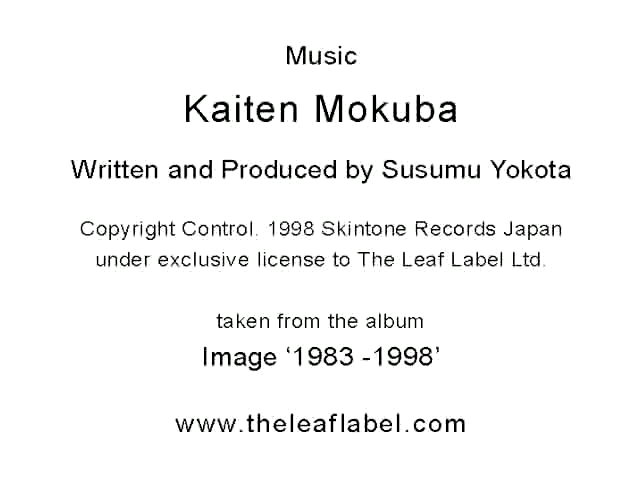 Music
Kaiten Mokuba
Written and Produced by Susumu Yokota
Copyright Control. 1998 Skintone Records Japan
under exclusive license to The Leaf Label Ltd.
taken from the album
Image ‘1983 -1998’
www.theleaflabel.com